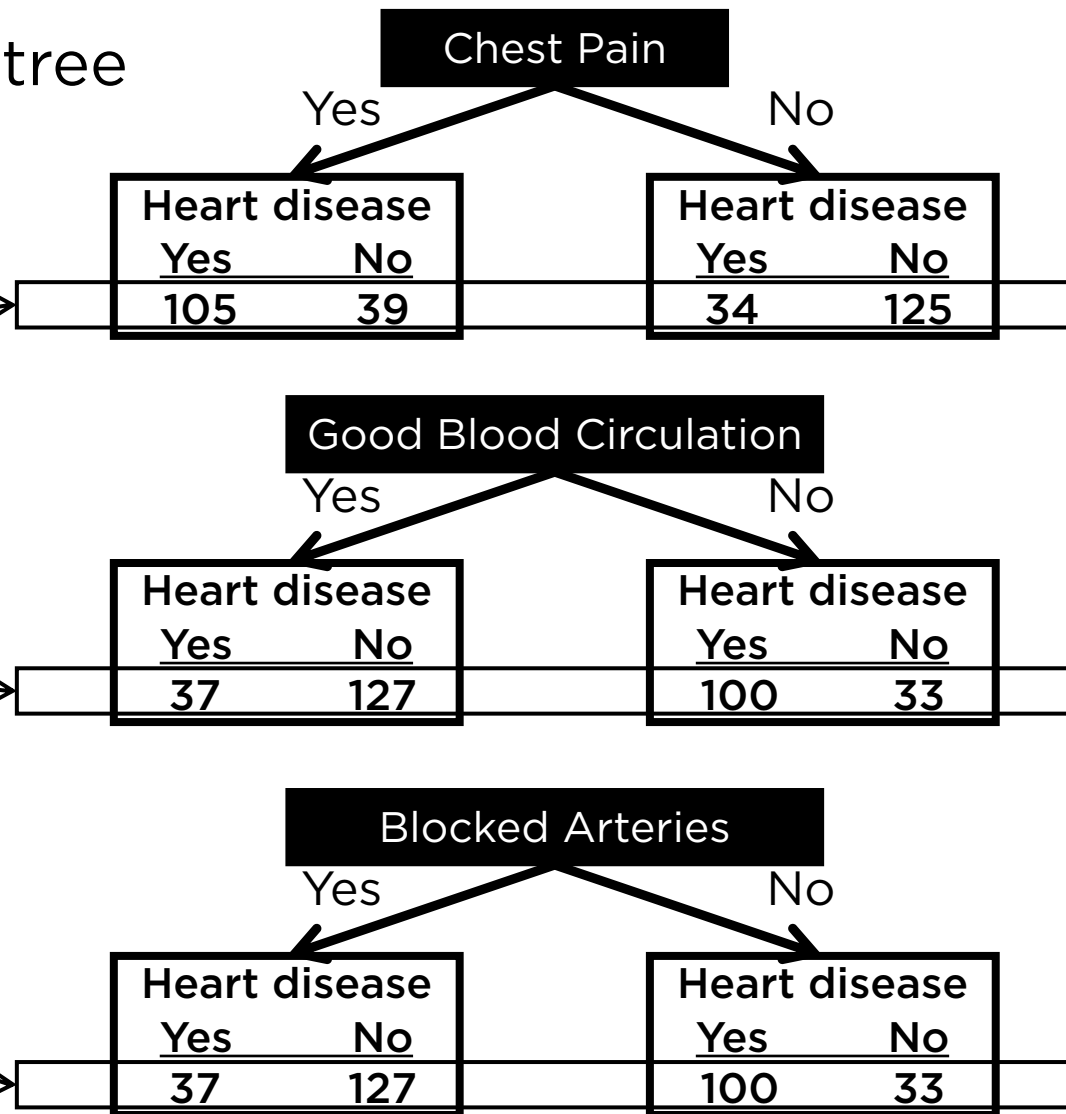 tree
Chest Pain
Yes No
Heart disease Heart disease
Yes No Yes No
105 39 34 125
Good Blood Circulation
Yes No
Heart disease Heart disease
Yes No Yes No
37 127 100 33
Blocked Arteries
Yes No
Heart disease Heart disease
Yes No Yes No
37 127 100 33